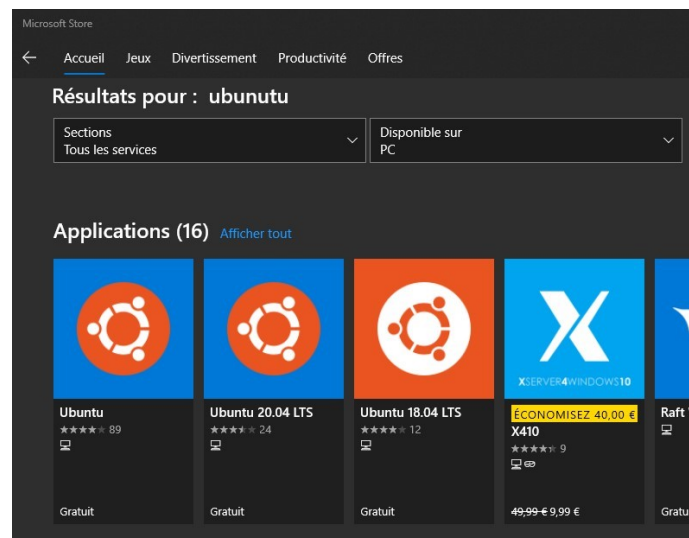 Microsoft Store
Accueil Jeux Divertissement Productivité Offres
Résultats pour : ubunutu
Sections
Tous les services
Disponible sur
PC
Applications (16) Afficher tout
XSERVER4WINDOWS10
Ubuntu
89
Gratuit
Ubuntu 20.04 LTS
24
Gratuit
Ubuntu 18.04 LTS
12
Gratuit
ÉCONOMISEZ 40,00 €
X410
9
49,99 € 9,99 €
Raft
Gratu